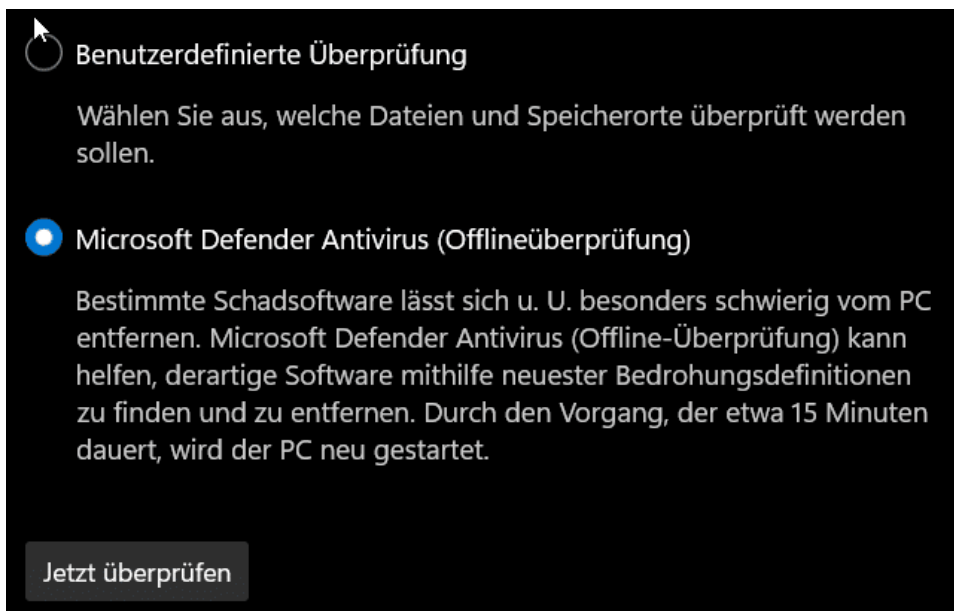 Benutzerdefinierte Überprüfung
Wählen Sie aus, welche Dateien und Speicherorte überprüft werden
sollen.
Microsoft Defender Antivirus (Offlineüberprüfung)
Bestimmte Schadsoftware lässt sich u. U. besonders schwierig vom PC
entfernen. Microsoft Defender Antivirus (Offline-Überprüfung) kann
helfen, derartige Software mithilfe neuester Bedrohungsdefinitionen
zu finden und zu entfernen. Durch den Vorgang, der etwa 15 Minuten
dauert, wird der PC neu gestartet.
Jetzt überprüfen